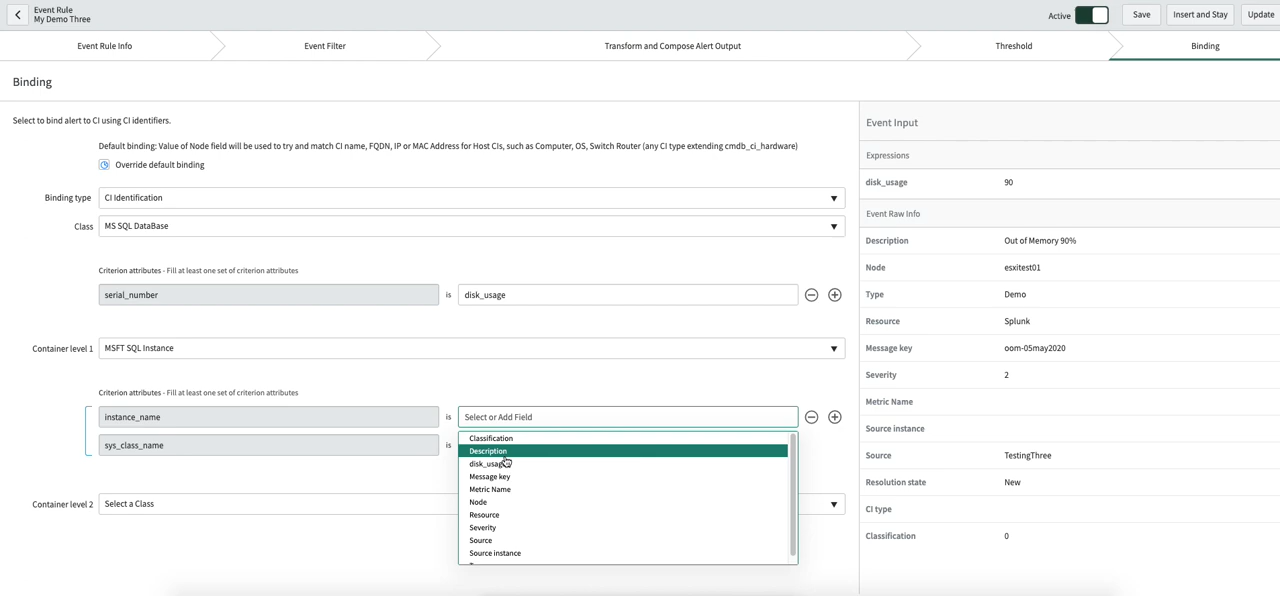 Event Rule
My Demo Three
Active
Save
Insert and Stay
Update
Event Rule Info
Event Filter
Transform and Compose Alert Output
Threshold
Binding
Binding
Select to bind alert to CI using CI identifiers.
Default binding: Value of Node field will be used to try and match CI name, FQDN, IP or MAC Address for Host CIs, such as Computer, OS, Switch Router (any CI type extending cmdb_ci_hardware)
Override default binding
Binding type CI Identification
Class MS SQL DataBase
Criterion attributes - Fill at least one set of criterion attributes
serial_number is disk_usage
Container level 1 MSFT SQL Instance
Criterion attributes - Fill at least one set of criterion attributes
instance_name is Select or Add Field
sys_class_name is
Classification
Description
disk_usage
Message key
Metric Name
Node
Resource
Severity
Source
Source instance
Container level 2 Select a Class
Event Input
Expressions
disk_usage 90
Event Raw Info
Description Out of Memory 90%
Node esxitest01
Type Demo
Resource Splunk
Message key oom-05may2020
Severity 2
Metric Name
Source instance
Source TestingThree
Resolution state New
CI type
Classification 0